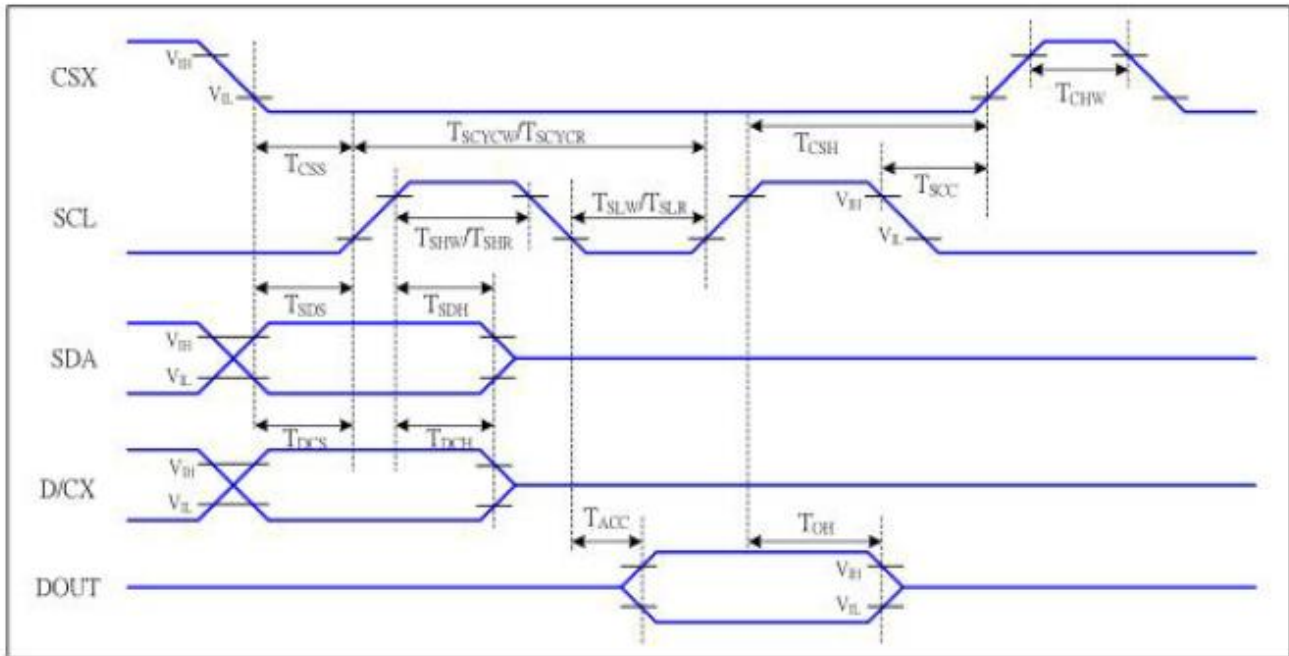 CSX
VIH
VIL
TCHW
TSCYCW/TSCYCR
TCSH
TCSS
TSCC
SCL
TSLW/TSLR
VIH
TSHW/TSHR
VIL
TSDS
TSDH
SDA
VIH
VIL
TDCS
TDCH
D/CX
VIH
VIL
TACC
TOH
DOUT
VIH
VIL